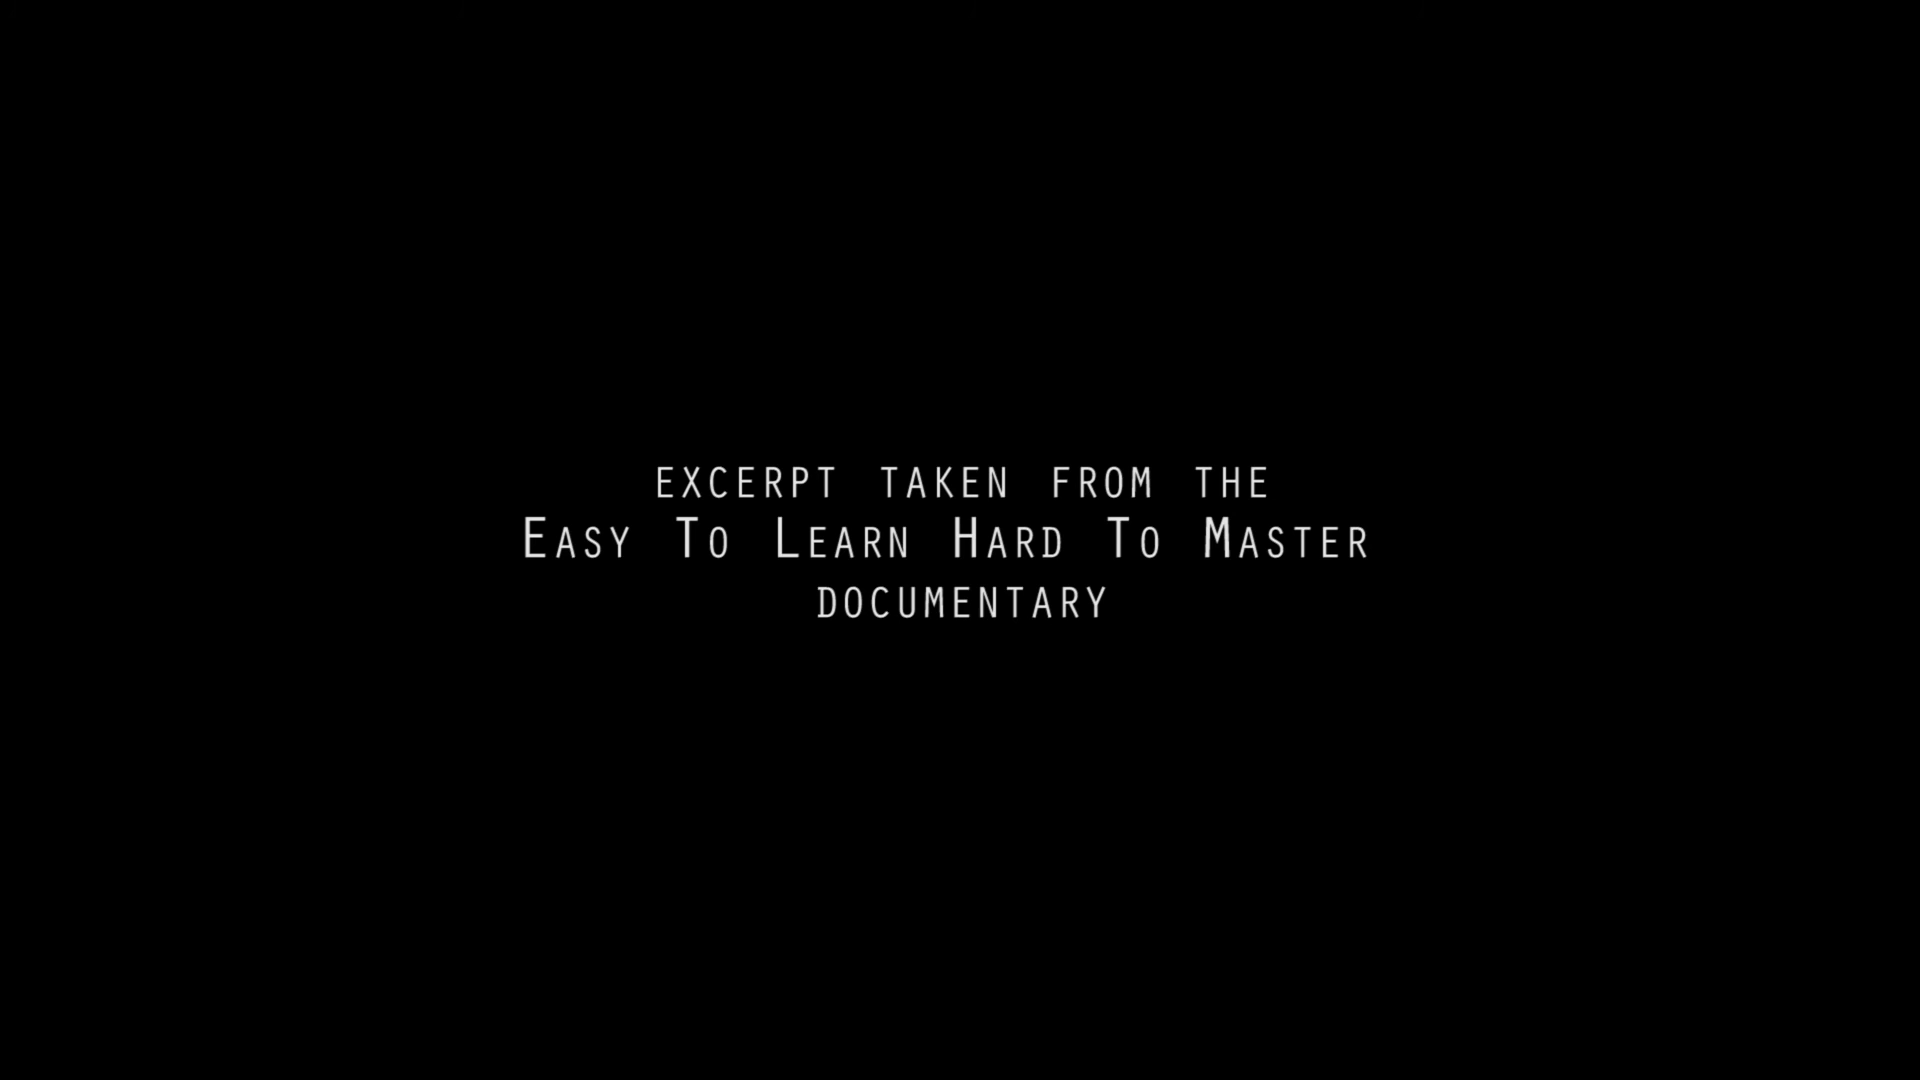 EXCERPT TAKEN FROM THE
EASY TO LEARN HARD TO MASTER
DOCUMENTARY